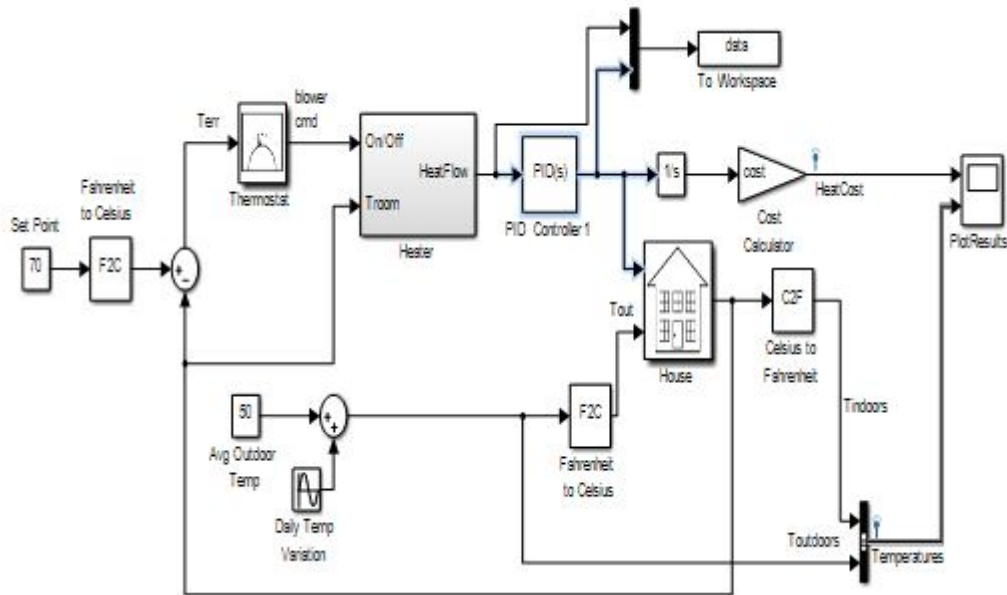 data
To Workspace
blower
cmd
Terr
On/Off
HeatFlow
Troom
Heater
Thermostat
PID(s)
PID Controller1
1/s
cost
Cost
Calculator
HeatCost
PlotResults
Fahrenheit
to Celsius
Set Point
70
F2C
+
−
Tout
House
C2F
Celsius to
Fahrenheit
Tindoors
50
Avg Outdoor
Temp
+
+
Daily Temp
Variation
F2C
Fahrenheit
to Celsius
Toutdoors
Temperatures